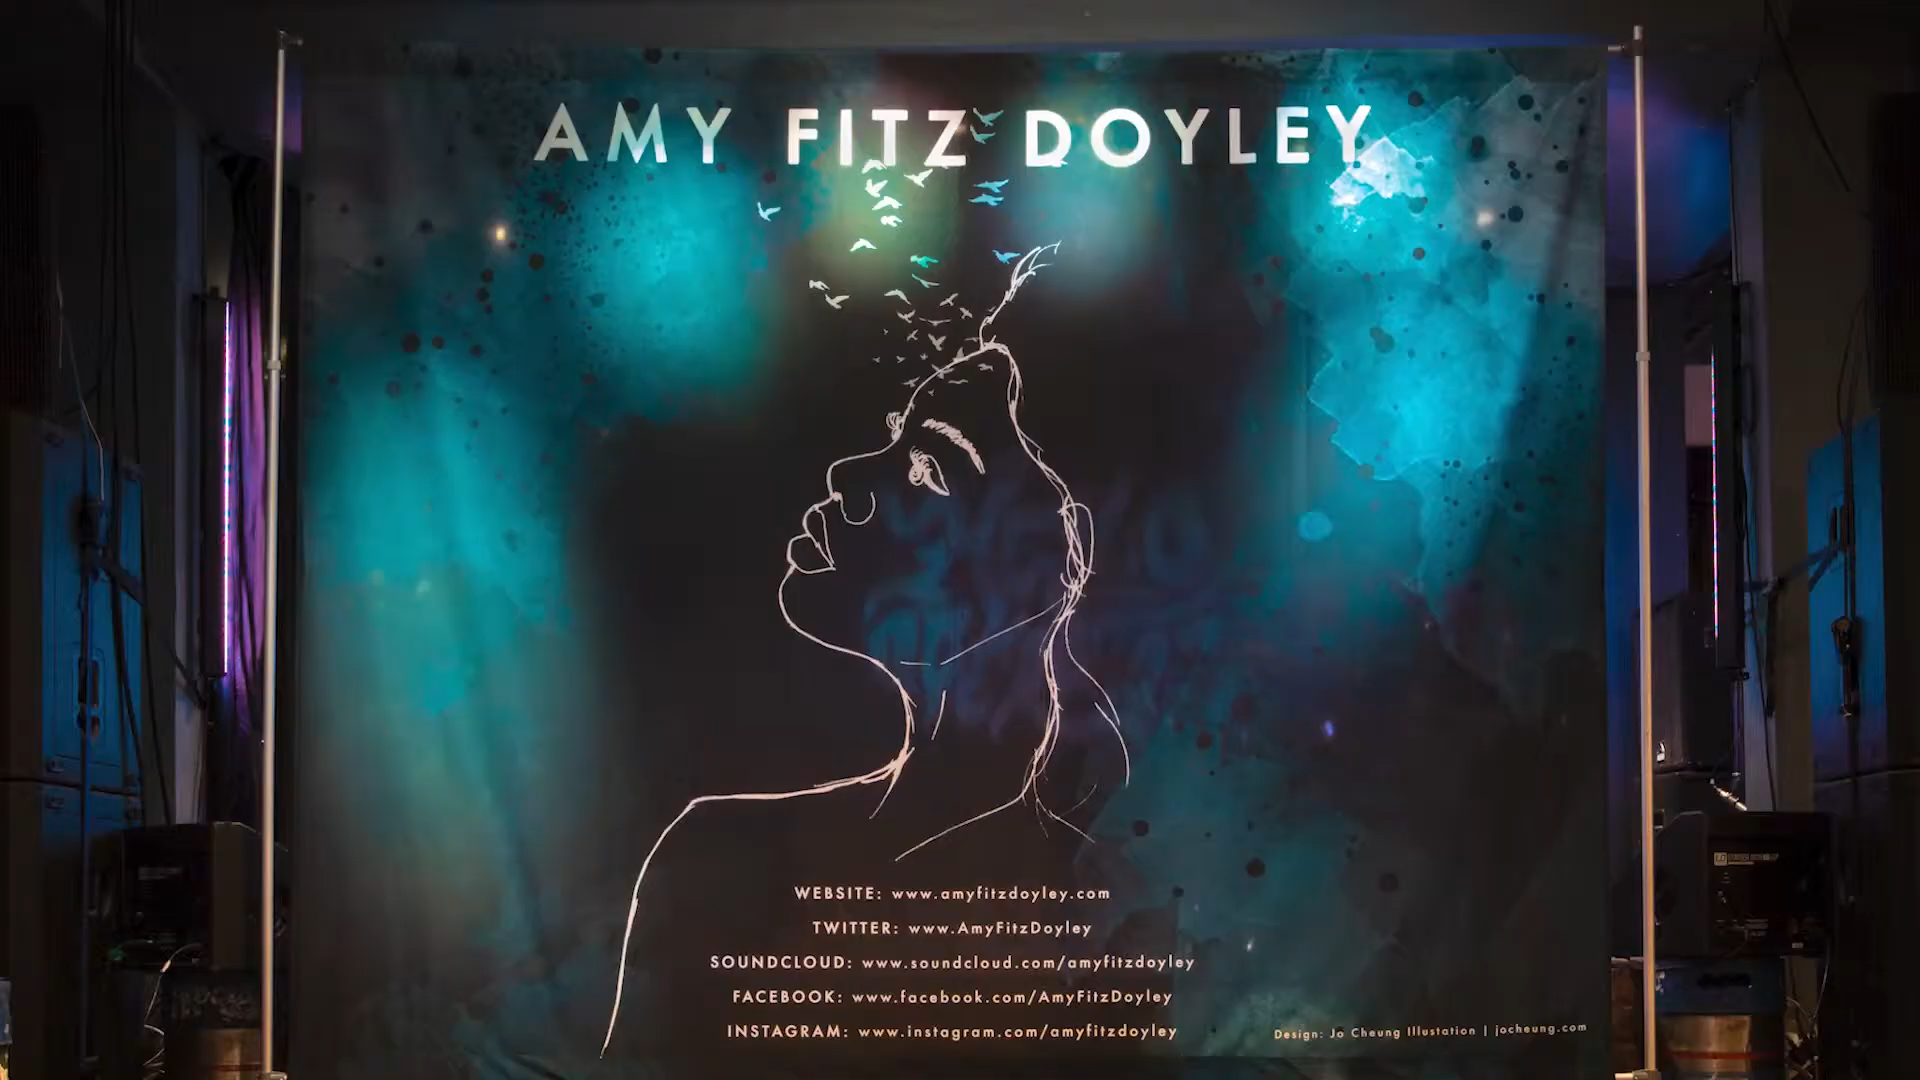 AMY FITZ DOYLEY
WEBSITE: www.amyfitzdoyley.com
TWITTER: www.AmyFitzDoyley
SOUNDCLOUD: www.soundcloud.com/amyfitzdoyley
FACEBOOK: www.facebook.com/AmyFitzDoyley
INSTAGRAM: www.instagram.com/amyfitzdoyley
Design: Jo Cheung Illustation | jocheung.com